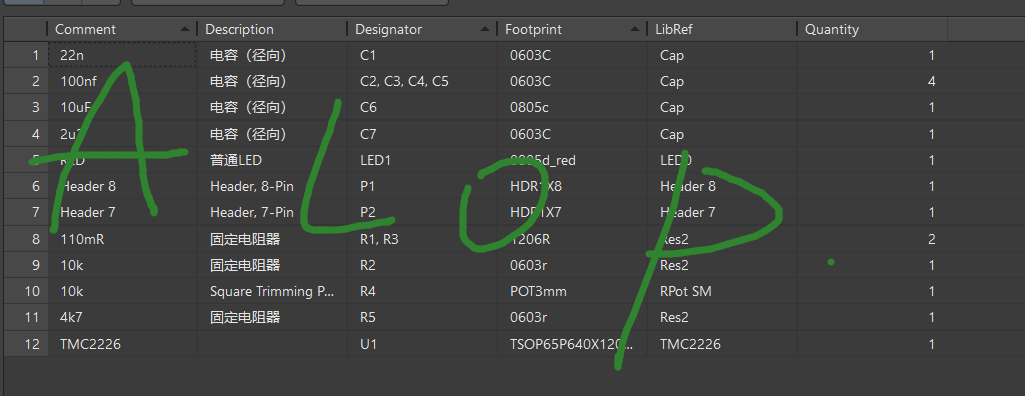 Comment Description Designator Footprint LibRef Quantity
1 22n 电容（径向） C1 0603C Cap 1
2 100nf 电容（径向） C2, C3, C4, C5 0603C Cap 4
3 10uF 电容（径向） C6 0805c Cap 1
4 电容（径向） C7 0603C Cap 1
5 普通LED LED1 0805d_red LED0 1
6 Header 8 Header, 8-Pin P1 HDR1X8 Header 8 1
7 Header 7 Header, 7-Pin P2 HDR1X7 Header 7 1
8 110mR 固定电阻器 R1, R3 1206R Res2 2
9 10k 固定电阻器 R2 0603r Res2 1
10 10k Square Trimming P... R4 POT3mm RPot SM 1
11 4k7 固定电阻器 R5 0603r Res2 1
12 TMC2226 U1 TSOP65P640X120... TMC2226 1
ALOP